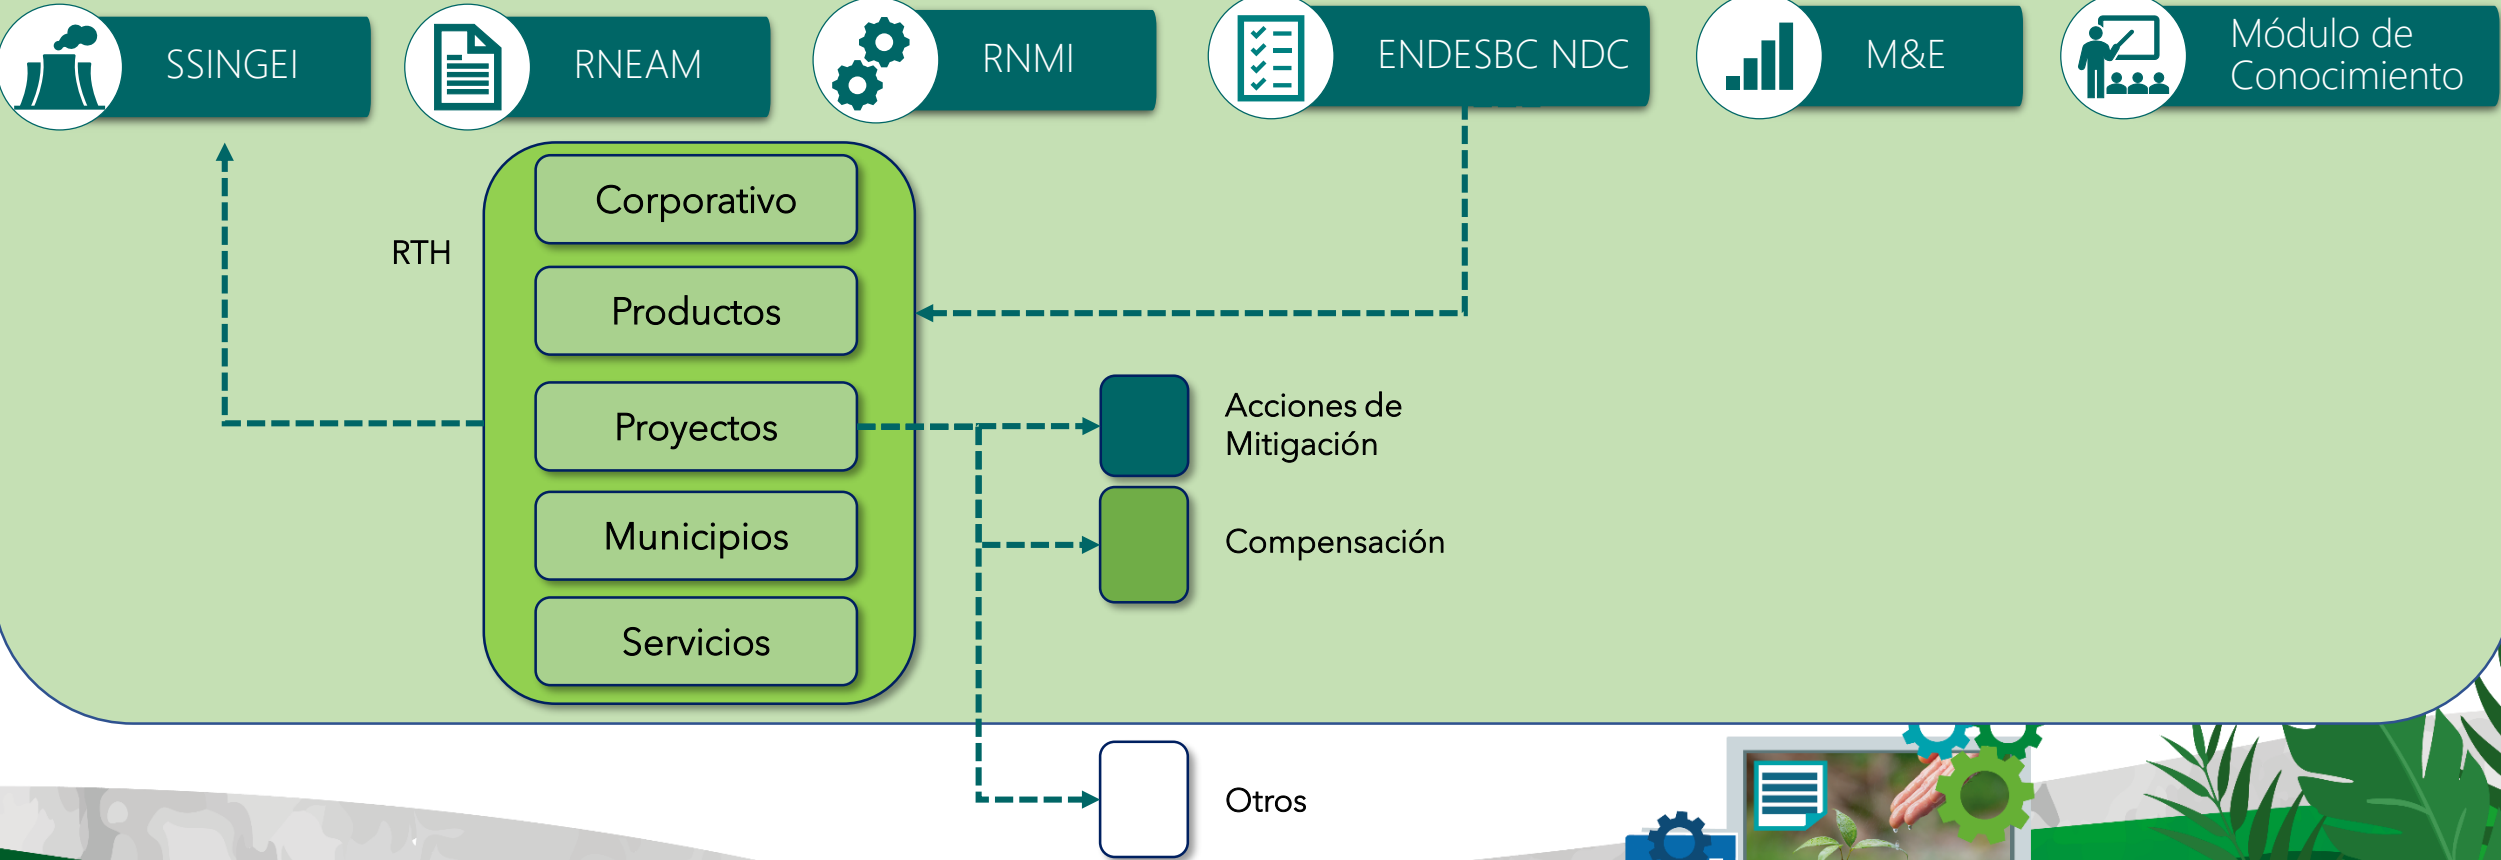 SSINGEI
RNEAM
RNMI
ENDESBC NDC
M&E
Módulo de
Conocimiento
RTH
Corporativo
Productos
Proyectos
Municipios
Servicios
Acciones de
Mitigación
Compensación
Otros